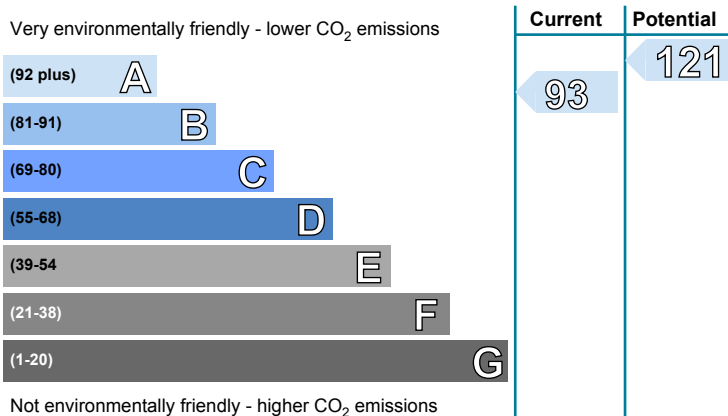 Very environmentally friendly - lower CO2 emissions
Current
Potential
(92 plus) A
(81-91) B
(69-80) C
(55-68) D
(39-54 E
(21-38) F
(1-20) G
93
121
Not environmentally friendly - higher CO2 emissions